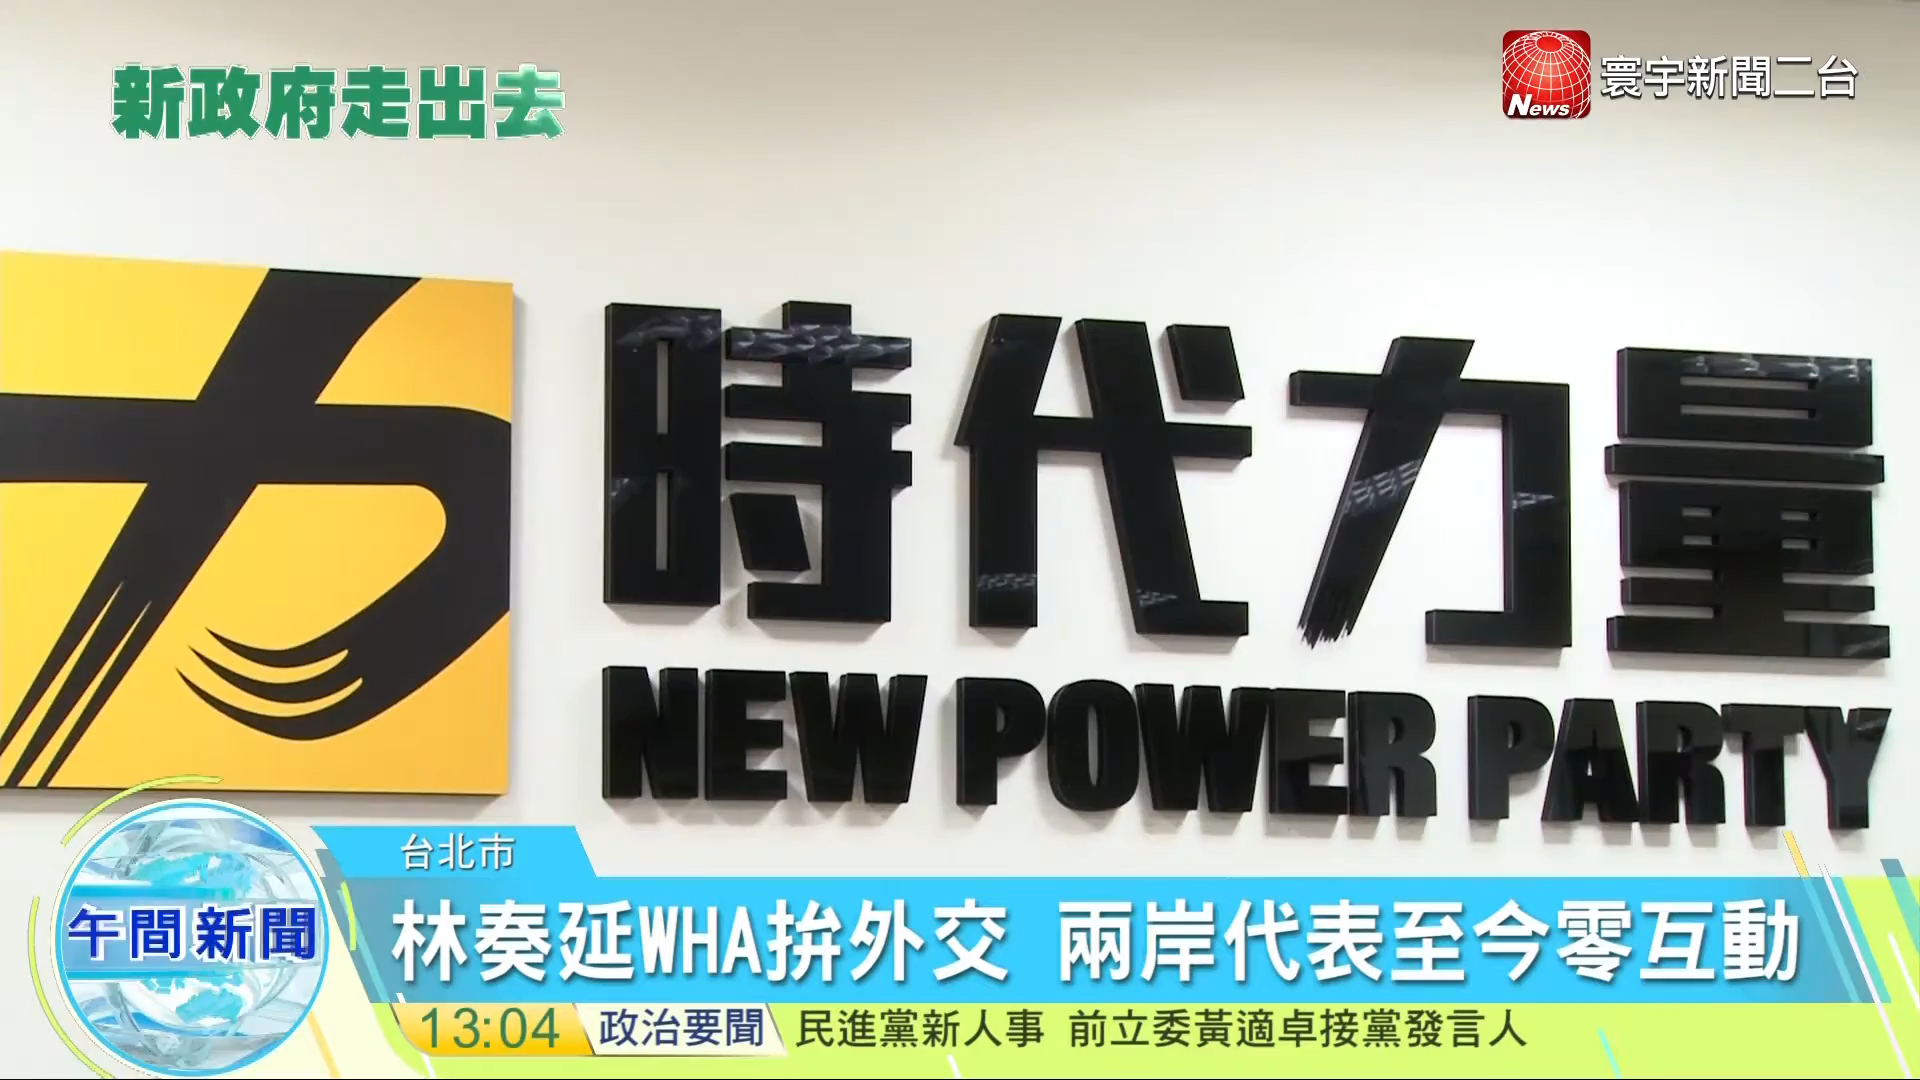 新政府走出去
News
寰宇新聞二台
力
時代力量
NEW POWER PARTY
台北市
午間新聞
林奏延WHA拚外交 兩岸代表至今零互動
13:04 政治要聞 民進黨新人事 前立委黃適卓接黨發言人